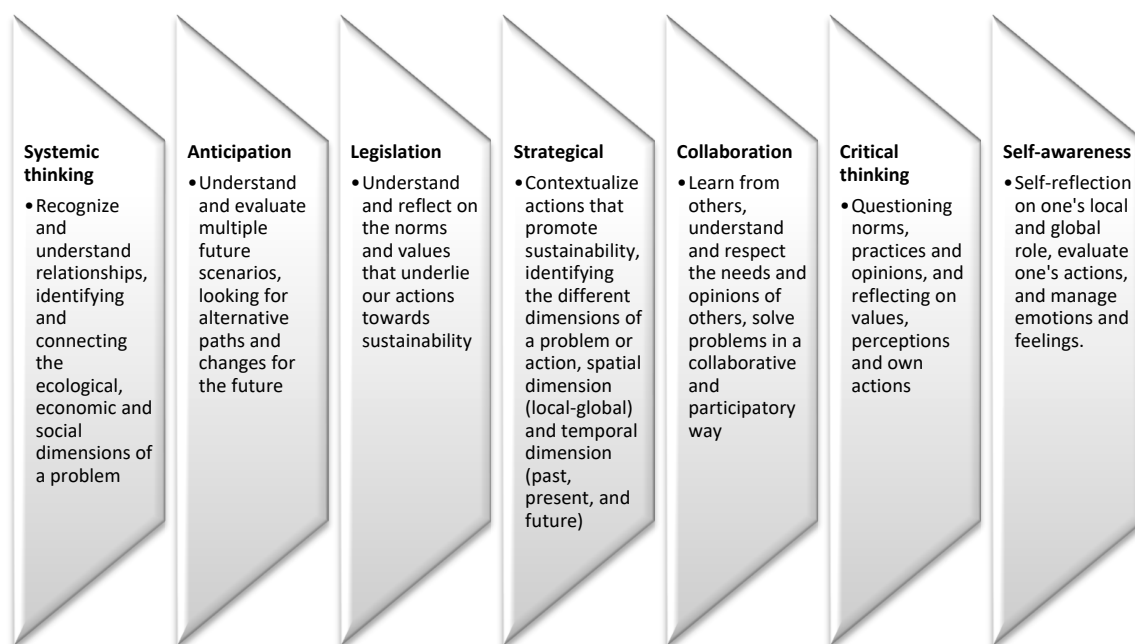 Systemic
thinking
•Recognize
and
understand
relationships,
identifying
and
connecting
the
ecological,
economic and
social
dimensions of
a problem
Anticipation
•Understand
and evaluate
multiple
future
scenarios,
looking for
alternative
paths and
changes for
the future
Legislation
•Understand
and reflect on
the norms
and values
that underlie
our actions
towards
sustainability
Strategical
•Contextualize
actions that
promote
sustainability,
identifying
the different
dimensions of
a problem or
action, spatial
dimension
(local-global)
and temporal
dimension
(past,
present, and
future)
Collaboration
•Learn from
others,
understand
and respect
the needs and
opinions of
others, solve
problems in a
collaborative
and
participatory
way
Critical
thinking
•Questioning
norms,
practices and
opinions, and
reflecting on
values,
perceptions
and own
actions
Self-awareness
•Self-reflection
on one's local
and global
role, evaluate
one's actions,
and manage
emotions and
feelings.